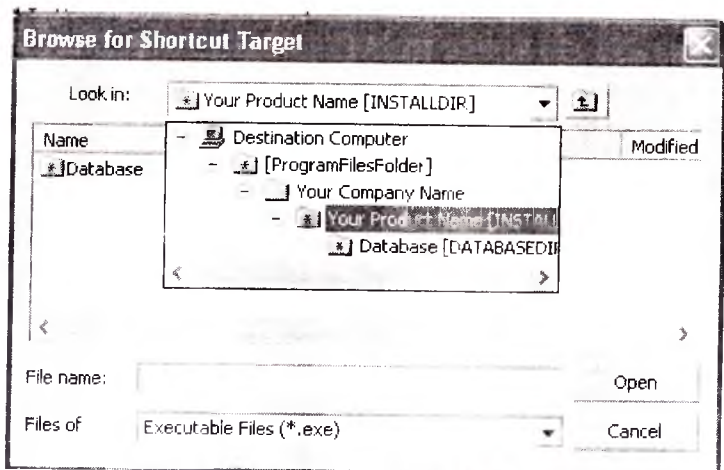 Browse for Shortcut Target
Look in:
Your Product Name [INSTALLDIR]
Name
Modified
Database
Destination Computer
[ProgramFilesFolder]
Your Company Name
Your Product Name [INSTALL
Database [DATABASEDIR
File name:
Open
Files of
Executable Files (*.exe)
Cancel